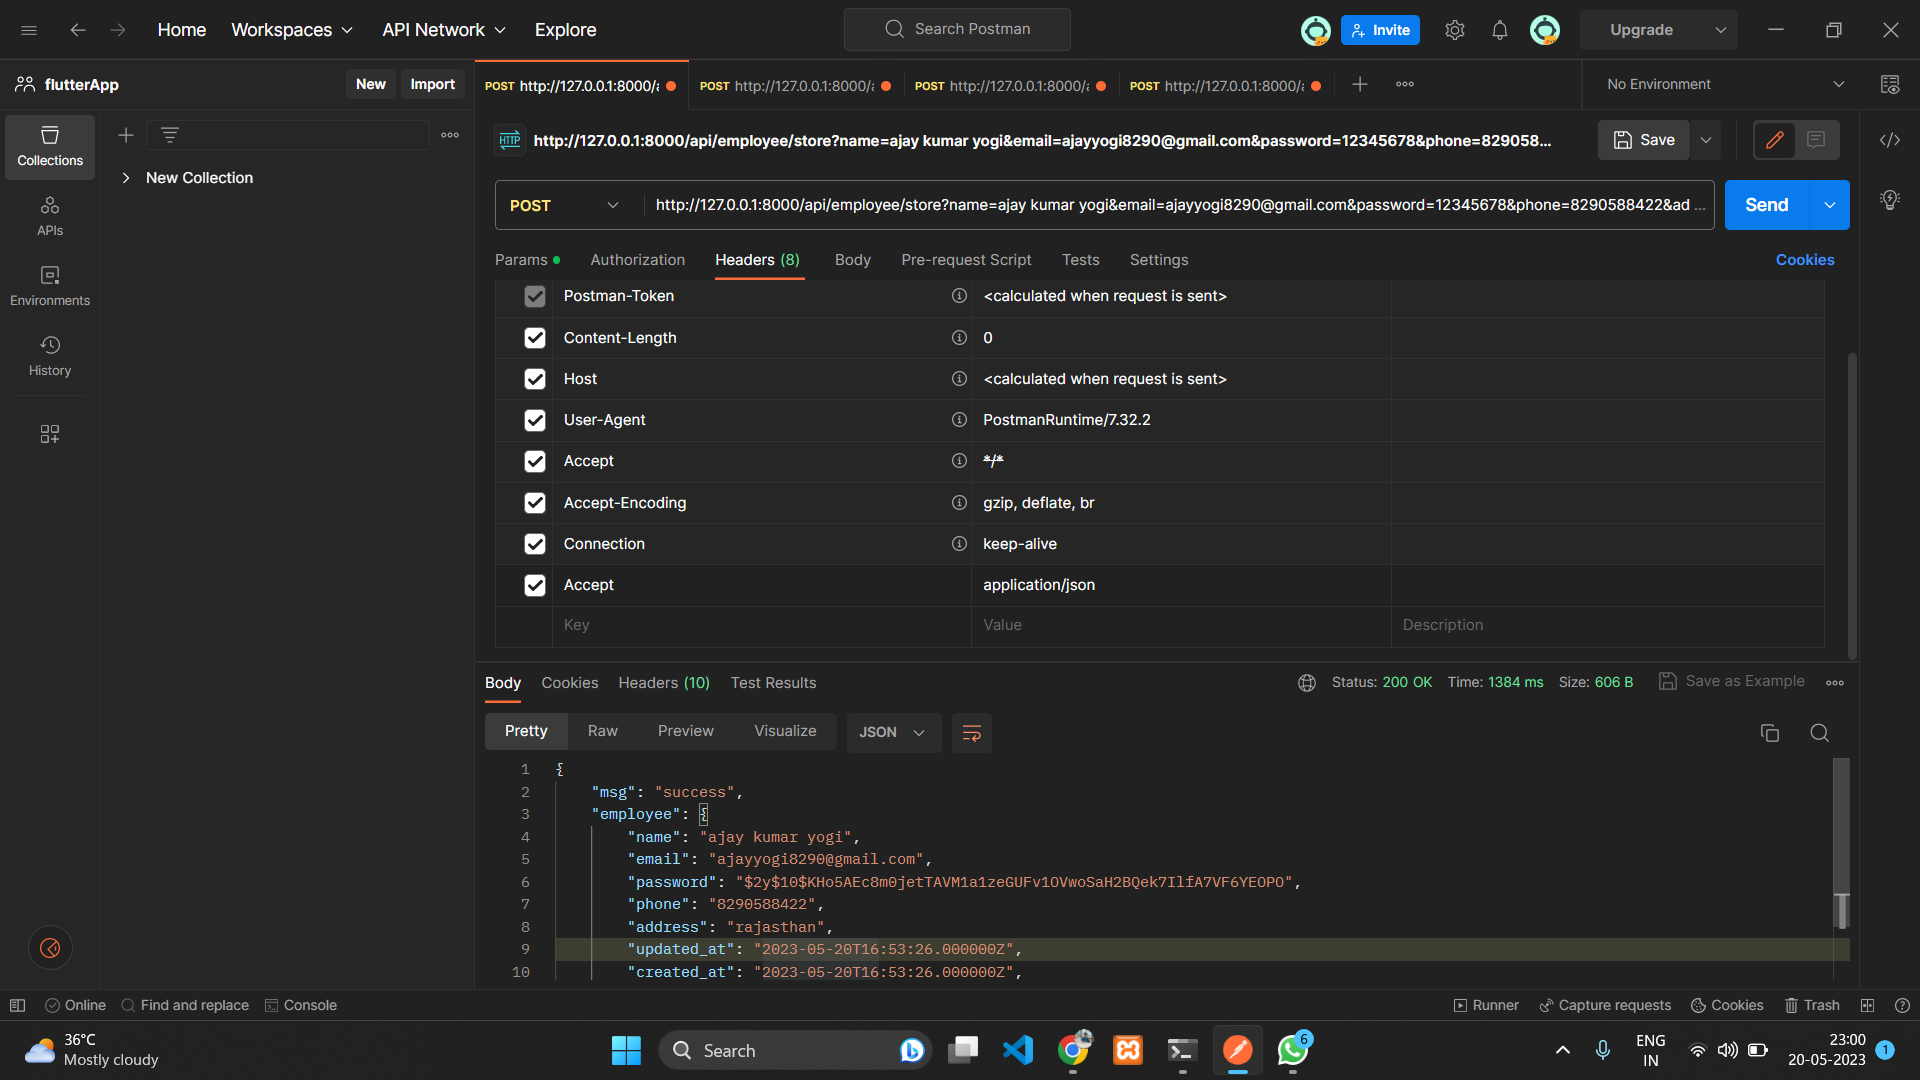 Home
Workspaces
API Network
Explore
Search Postman
Invite
Upgrade
flutterApp
New
Import
POST http://127.0.0.1:8000/a
POST http://127.0.0.1:8000/a
POST http://127.0.0.1:8000/a
POST http://127.0.0.1:8000/a
No Environment
Collections
New Collection
APIs
Environments
History
HTTP
http://127.0.0.1:8000/api/employee/store?name=ajay kumar yogi&email=ajayyogi8290@gmail.com&password=12345678&phone=829058...
Save
POST
http://127.0.0.1:8000/api/employee/store?name=ajay kumar yogi&email=ajayyogi8290@gmail.com&password=12345678&phone=8290588422&ad ...
Send
Params
Authorization
Headers (8)
Body
Pre-request Script
Tests
Settings
Cookies
Postman-Token <calculated when request is sent>
Content-Length 0
Host <calculated when request is sent>
User-Agent PostmanRuntime/7.32.2
Accept */*
Accept-Encoding gzip, deflate, br
Connection keep-alive
Accept application/json
Key Value Description
Body
Cookies
Headers (10)
Test Results
Status: 200 OK
Time: 1384 ms
Size: 606 B
Save as Example
Pretty
Raw
Preview
Visualize
JSON
1 {
2 "msg": "success",
3 "employee": {
4 "name": "ajay kumar yogi",
5 "email": "ajayyogi8290@gmail.com",
6 "password": "$2y$10$KHo5AEc8m0jetTAVM1a1zeGUFv1OVwoSaH2BQek7IlfA7VF6YEOPO",
7 "phone": "8290588422",
8 "address": "rajasthan",
9 "updated_at": "2023-05-20T16:53:26.000000Z",
10 "created_at": "2023-05-20T16:53:26.000000Z",
Online
Find and replace
Console
Runner
Capture requests
Cookies
Trash
36°C
Mostly cloudy
Search
6
ENG
IN
23:00
20-05-2023
1